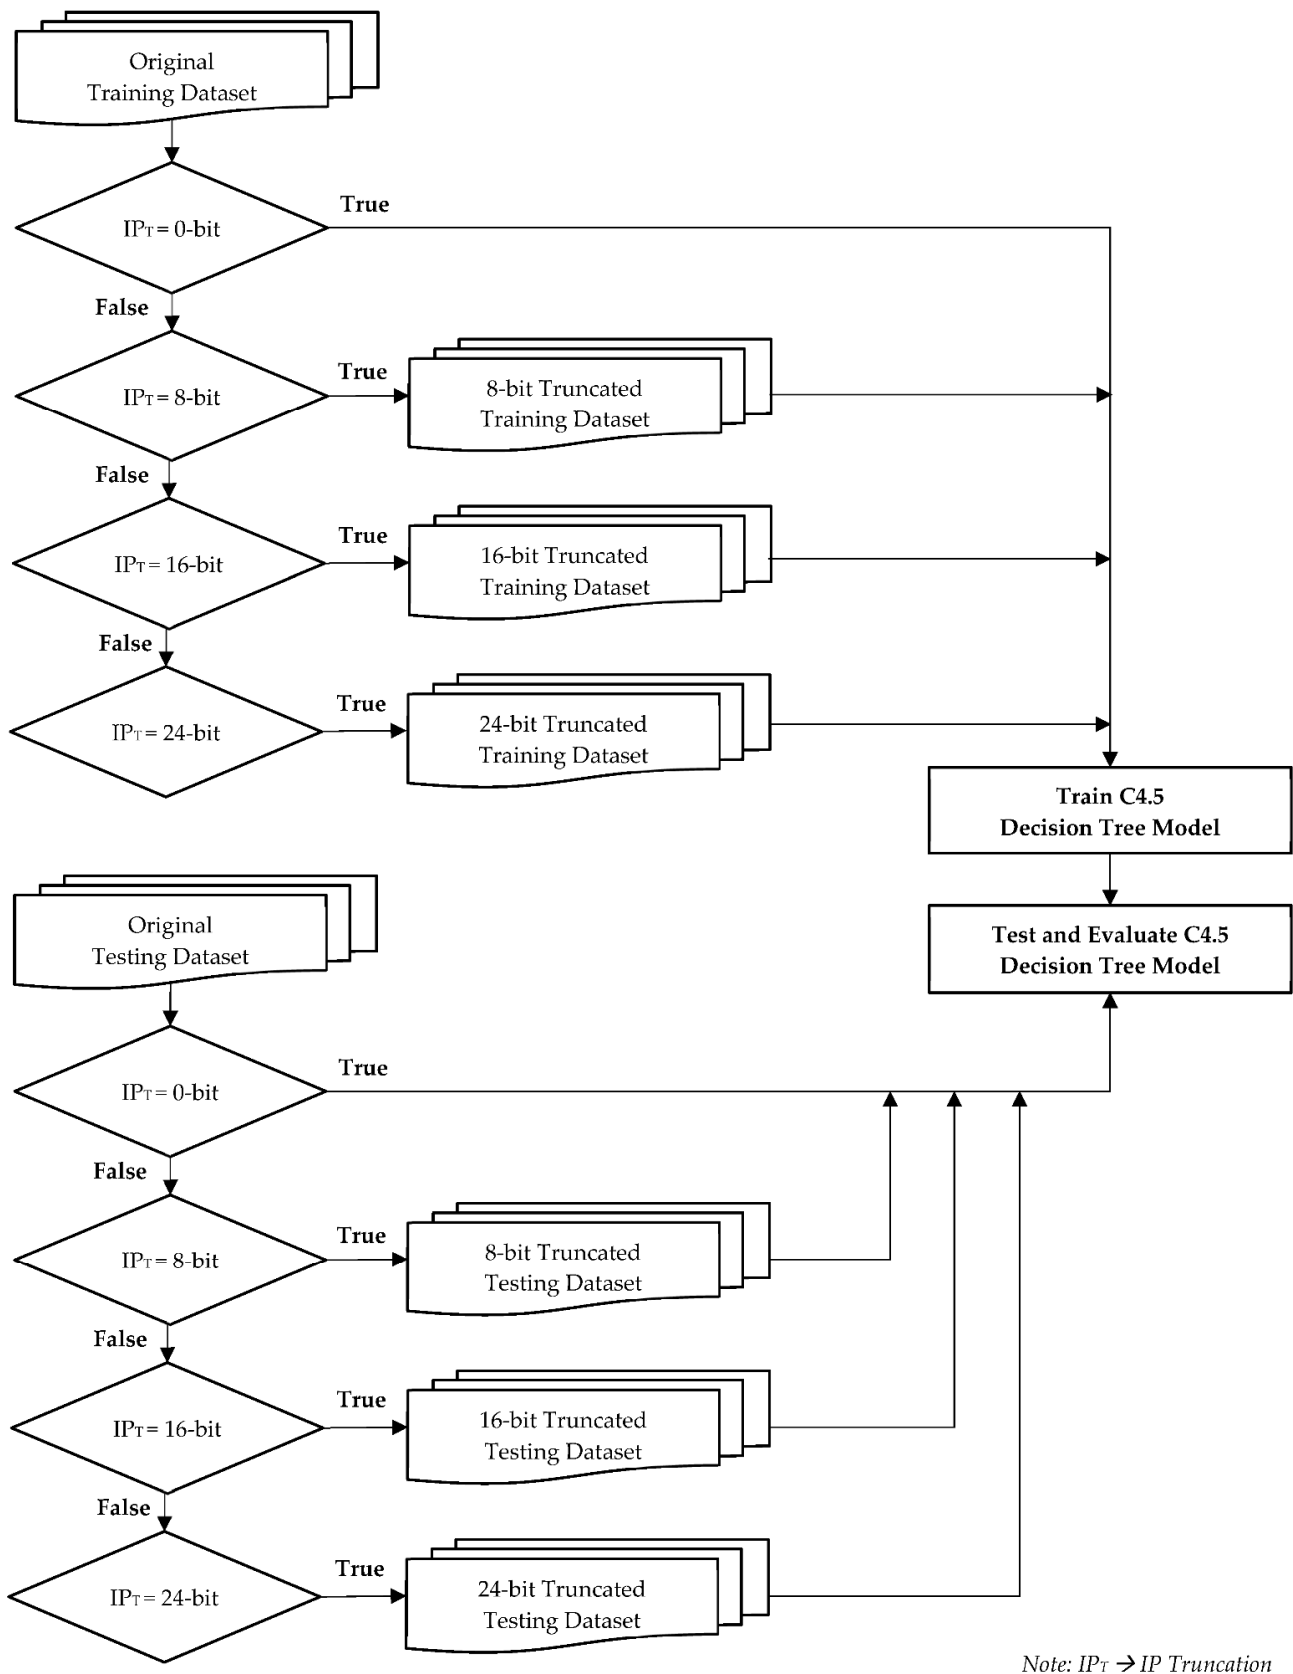 Original
Training Dataset
IPT = 0-bit
True
False
IPT = 8-bit
True
8-bit Truncated
Training Dataset
False
IPT = 16-bit
True
16-bit Truncated
Training Dataset
False
IPT = 24-bit
True
24-bit Truncated
Training Dataset
Train C4.5
Decision Tree Model
Test and Evaluate C4.5
Decision Tree Model
Original
Testing Dataset
IPT = 0-bit
True
False
IPT = 8-bit
True
8-bit Truncated
Testing Dataset
False
IPT = 16-bit
True
16-bit Truncated
Testing Dataset
False
IPT = 24-bit
True
24-bit Truncated
Testing Dataset
Note: IPT → IP Truncation